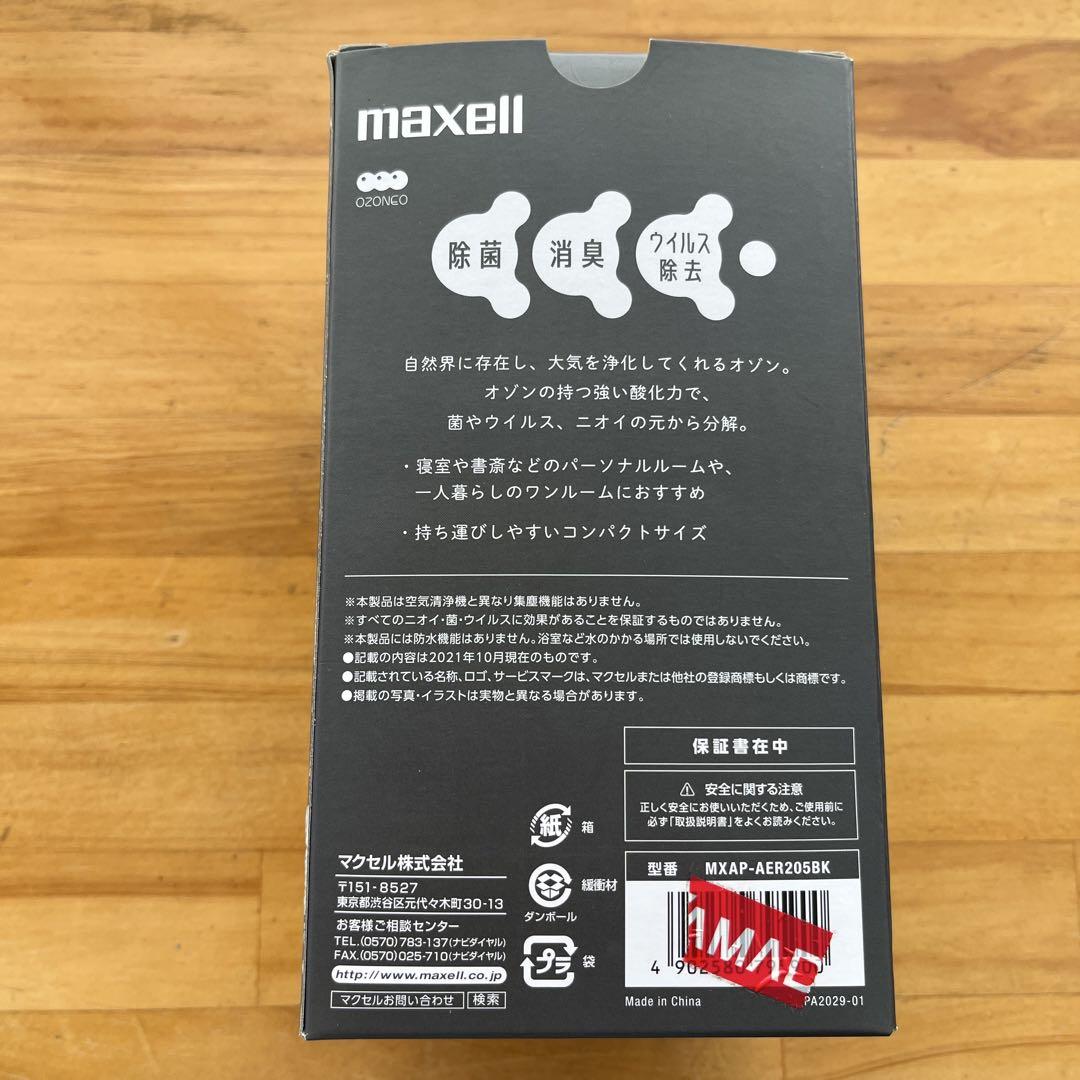 maxell
OZONEO
除菌
消臭
ウイルス
除去
自然界に存在し、大気を浄化してくれるオゾン。
オゾンの持つ強い酸化力で、
菌やウイルス、ニオイの元から分解。
・寝室や書斎などのパーソナルルームや、
一人暮らしのワンルームにおすすめ
・持ち運びしやすいコンパクトサイズ
※本製品は空気清浄機と異なり集塵機能はありません。
※すべてのニオイ・菌・ウイルスに効果があることを保証するものではありません。
※本製品には防水機能はありません。浴室など水のかかる場所では使用しないでください。
●記載の内容は2021年10月現在のものです。
●記載されている名称、ロゴ、サービスマークは、マクセルまたは他社の登録商標もしくは商標です。
●掲載の写真・イラストは実物と異なる場合があります。
保証書在中
安全に関する注意
正しく安全にお使いいただくため、ご使用前に
必ず「取扱説明書」をよくお読みください。
紙 箱
ダンボール 緩衝材
プラ 袋
マクセル株式会社
〒151-8527
東京都渋谷区元代々木町30-13
お客様ご相談センター
TEL.(0570)783-137(ナビダイヤル)
FAX.(0570)025-710(ナビダイヤル)
http://www.maxell.co.jp
マクセルお問い合わせ 検索
型番 MXAP-AER205BK
4 902580
Made in China
PA2029-01